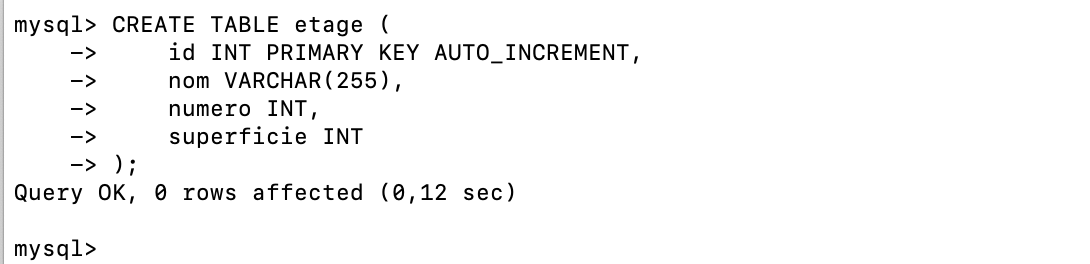 mysql> CREATE TABLE etage (
    ->     id INT PRIMARY KEY AUTO_INCREMENT,
    ->     nom VARCHAR(255),
    ->     numero INT,
    ->     superficie INT
    -> );
Query OK, 0 rows affected (0,12 sec)

mysql>